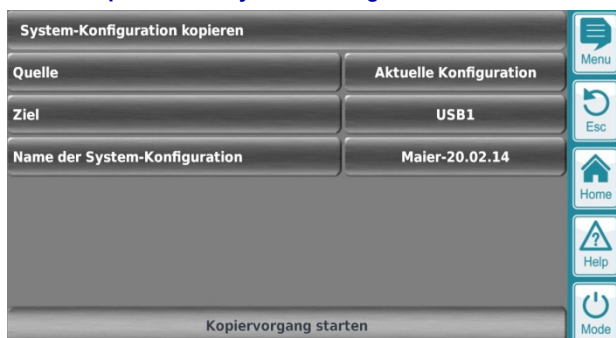 System-Konfiguration kopieren
Menu
Quelle
Aktuelle Konfiguration
Ziel
USB1
Esc
Name der System-Konfiguration
Maier-20.02.14
Home
Help
Kopiervorgang starten
Mode